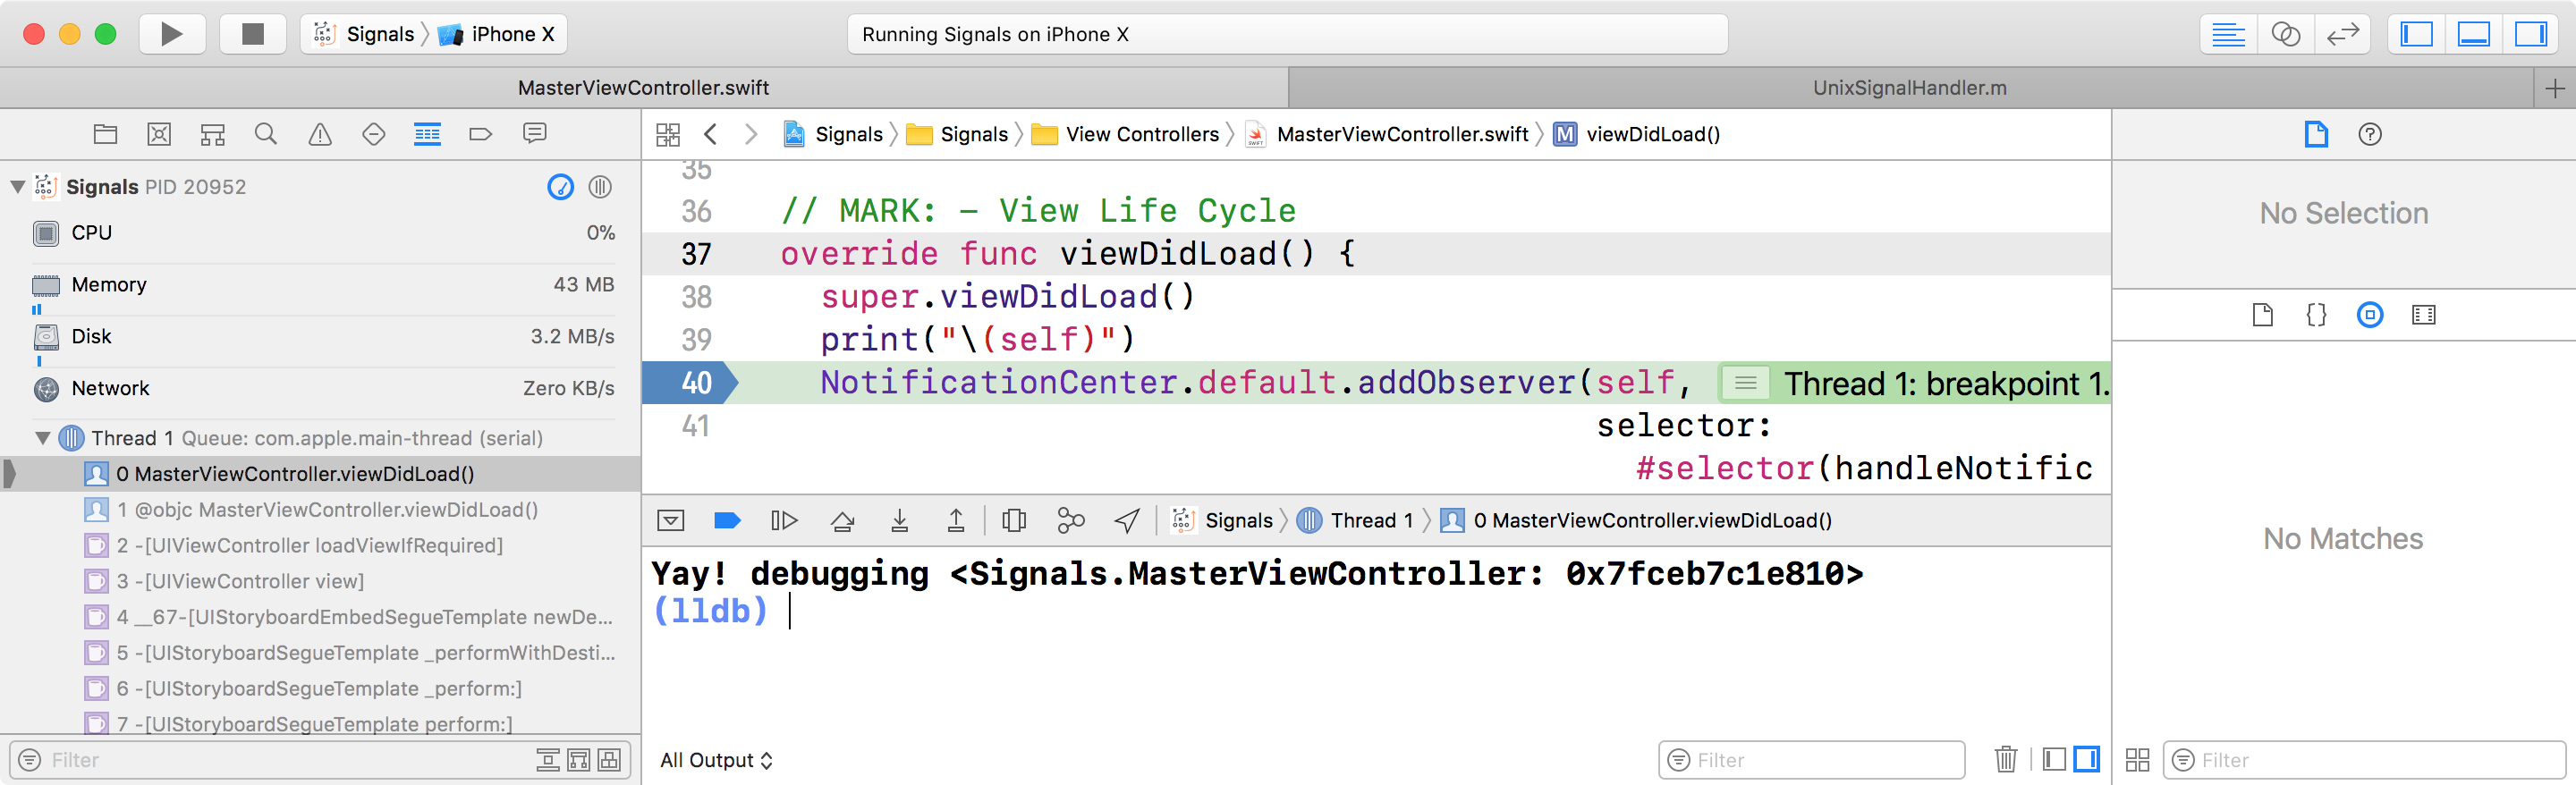 Signals › iPhone X
Running Signals on iPhone X
MasterViewController.swift
UnixSignalHandler.m
Signals PID 20952
CPU 0%
Memory 43 MB
Disk 3.2 MB/s
Network Zero KB/s
Thread 1 Queue: com.apple.main-thread (serial)
0 MasterViewController.viewDidLoad()
1 @objc MasterViewController.viewDidLoad()
2 -[UIViewController loadViewIfRequired]
3 -[UIViewController view]
4 __67-[UIStoryboardEmbedSegueTemplate newDe...
5 -[UIStoryboardSegueTemplate _performWithDesti...
6 -[UIStoryboardSegueTemplate _perform:]
7 -[UIStoryboardSegueTemplate perform:]
Filter
Signals › Signals › View Controllers › MasterViewController.swift › M viewDidLoad()
35
36 // MARK: - View Life Cycle
37 override func viewDidLoad() {
38 super.viewDidLoad()
39 print("\(self)")
40 NotificationCenter.default.addObserver(self, Thread 1: breakpoint 1.
41 selector:
#selector(handleNotific
Signals › Thread 1 › 0 MasterViewController.viewDidLoad()
Yay! debugging <Signals.MasterViewController: 0x7fceb7c1e810>
(lldb)
All Output
Filter
No Selection
No Matches
Filter